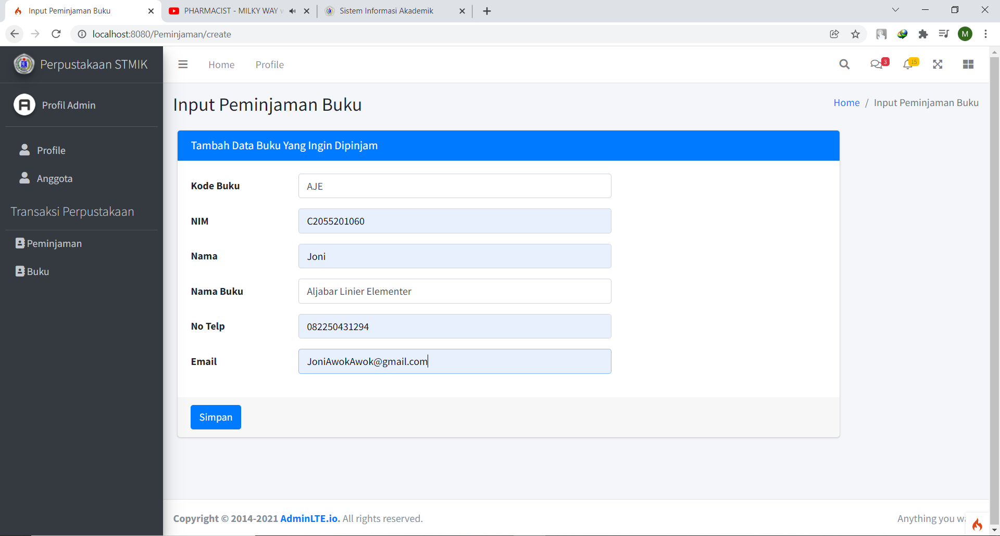 Input Peminjaman Buku
PHARMACIST - MILKY WAY
Sistem Informasi Akademik
localhost:8080/Peminjaman/create
M
Perpustakaan STMIK
Home
Profile
3
15
Profil Admin
Input Peminjaman Buku
Home / Input Peminjaman Buku
Profile
Anggota
Transaksi Perpustakaan
Peminjaman
Buku
Tambah Data Buku Yang Ingin Dipinjam
Kode Buku
AJE
NIM
C2055201060
Nama
Joni
Nama Buku
Aljabar Linier Elementer
No Telp
082250431294
Email
JoniAwokAwok@gmail.com
Simpan
Copyright © 2014-2021 AdminLTE.io. All rights reserved.
Anything you